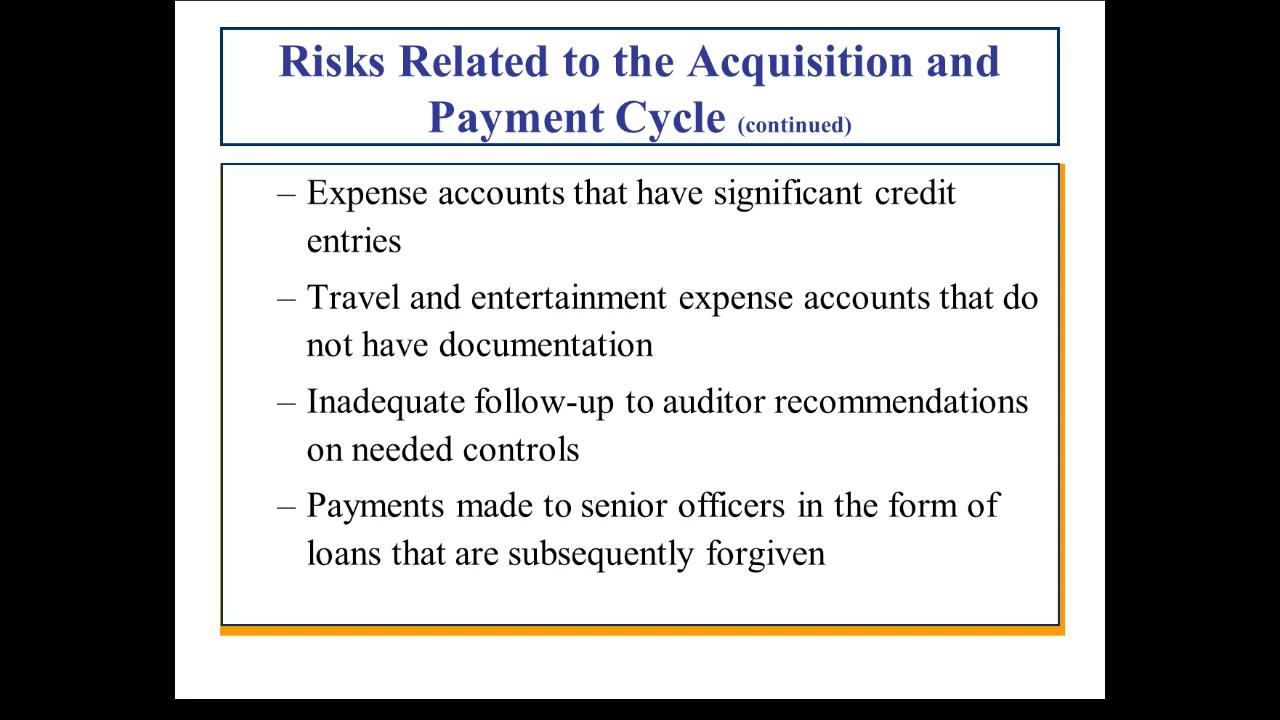 Risks Related to the Acquisition and
Payment Cycle (continued)
– Expense accounts that have significant credit
entries
– Travel and entertainment expense accounts that do
not have documentation
– Inadequate follow-up to auditor recommendations
on needed controls
– Payments made to senior officers in the form of
loans that are subsequently forgiven